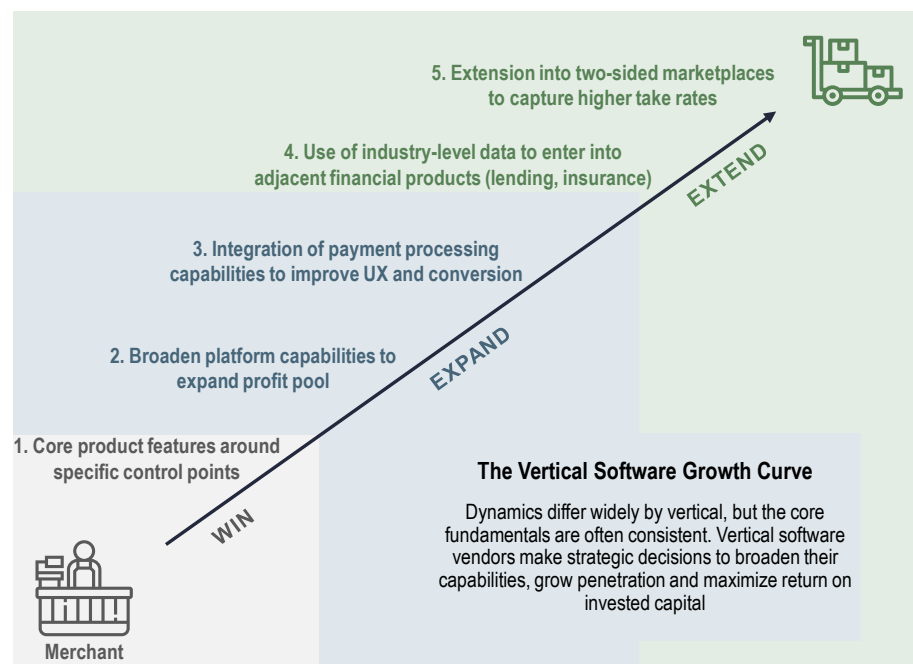 5. Extension into two-sided marketplaces
to capture higher take rates
4. Use of industry-level data to enter into
adjacent financial products (lending, insurance)
EXTEND
3. Integration of payment processing
capabilities to improve UX and conversion
2. Broaden platform capabilities to
expand profit pool
EXPAND
1. Core product features around
specific control points
WIN
Merchant
The Vertical Software Growth Curve
Dynamics differ widely by vertical, but the core
fundamentals are often consistent. Vertical software
vendors make strategic decisions to broaden their
capabilities, grow penetration and maximize return on
invested capital